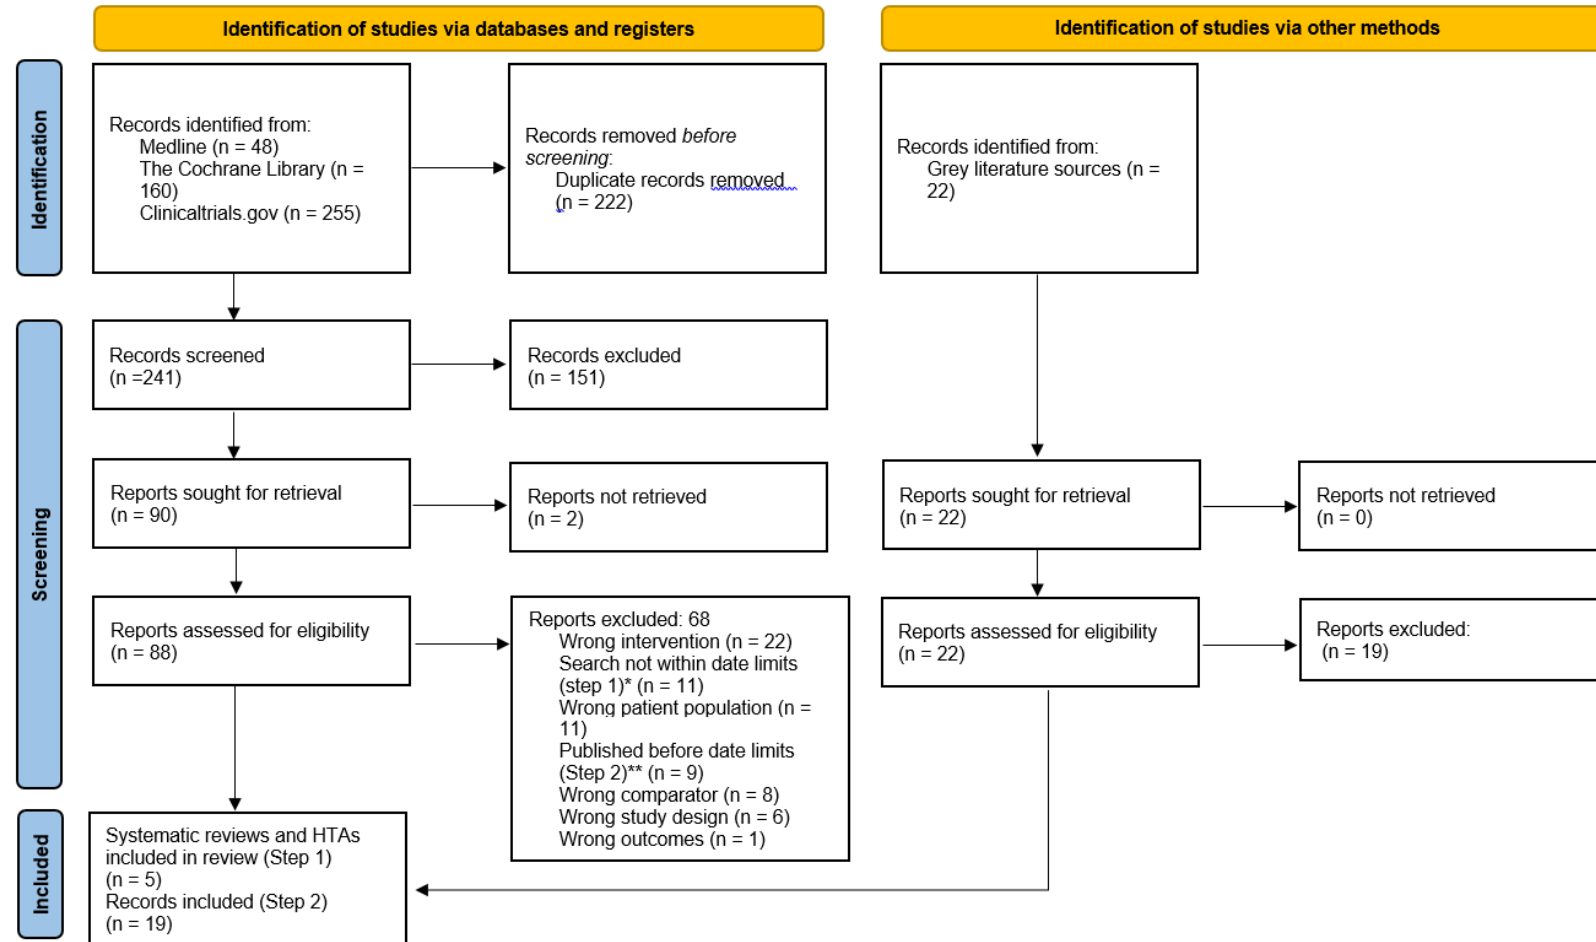 Identification of studies via databases and registers
Identification of studies via other methods
Identification
Records identified from:
Medline (n = 48)
The Cochrane Library (n =
160)
Clinicaltrials.gov (n = 255)
Records removed before
screening:
Duplicate records removed
(n = 222)
Records identified from:
Grey literature sources (n =
22)
Screening
Records screened
(n =241)
Records excluded
(n = 151)
Reports sought for retrieval
(n = 90)
Reports not retrieved
(n = 2)
Reports sought for retrieval
(n = 22)
Reports not retrieved
(n = 0)
Reports assessed for eligibility
(n = 88)
Reports excluded: 68
Wrong intervention (n = 22)
Search not within date limits
(step 1)* (n = 11)
Wrong patient population (n =
11)
Published before date limits
(Step 2)** (n = 9)
Wrong comparator (n = 8)
Wrong study design (n = 6)
Wrong outcomes (n = 1)
Reports assessed for eligibility
(n = 22)
Reports excluded:
(n = 19)
Included
Systematic reviews and HTAs
included in review (Step 1)
(n = 5)
Records included (Step 2)
(n = 19)